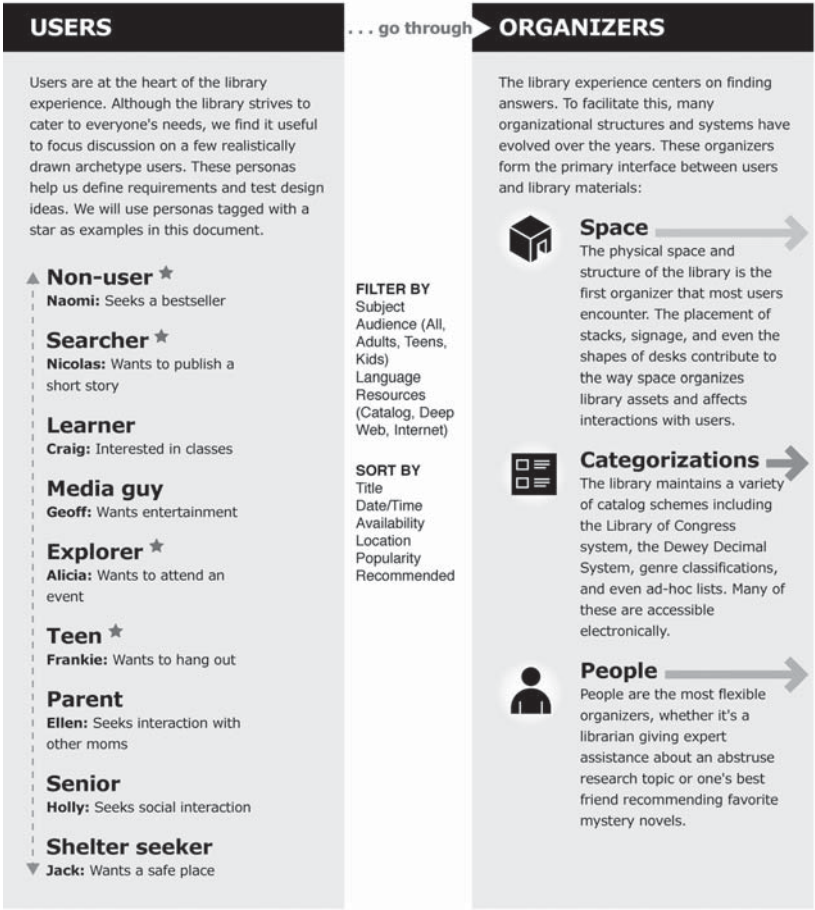 USERS
Users are at the heart of the library
experience. Although the library strives to
cater to everyone's needs, we find it useful
to focus discussion on a few realistically
drawn archetype users. These personas
help us define requirements and test design
ideas. We will use personas tagged with a
star as examples in this document.
Non-user ★
Naomi: Seeks a bestseller
Searcher ★
Nicolas: Wants to publish a
short story
Learner
Craig: Interested in classes
Media guy
Geoff: Wants entertainment
Explorer ★
Alicia: Wants to attend an
event
Teen ★
Frankie: Wants to hang out
Parent
Ellen: Seeks interaction with
other moms
Senior
Holly: Seeks social interaction
Shelter seeker
Jack: Wants a safe place
. . . go through
FILTER BY
Subject
Audience (All,
Adults, Teens,
Kids)
Language
Resources
(Catalog, Deep
Web, Internet)
SORT BY
Title
Date/Time
Availability
Location
Popularity
Recommended
ORGANIZERS
The library experience centers on finding
answers. To facilitate this, many
organizational structures and systems have
evolved over the years. These organizers
form the primary interface between users
and library materials:
Space
The physical space and
structure of the library is the
first organizer that most users
encounter. The placement of
stacks, signage, and even the
shapes of desks contribute to
the way space organizes
library assets and affects
interactions with users.
Categorizations
The library maintains a variety
of catalog schemes including
the Library of Congress
system, the Dewey Decimal
System, genre classifications,
and even ad-hoc lists. Many of
these are accessible
electronically.
People
People are the most flexible
organizers, whether it's a
librarian giving expert
assistance about an abstruse
research topic or one's best
friend recommending favorite
mystery novels.